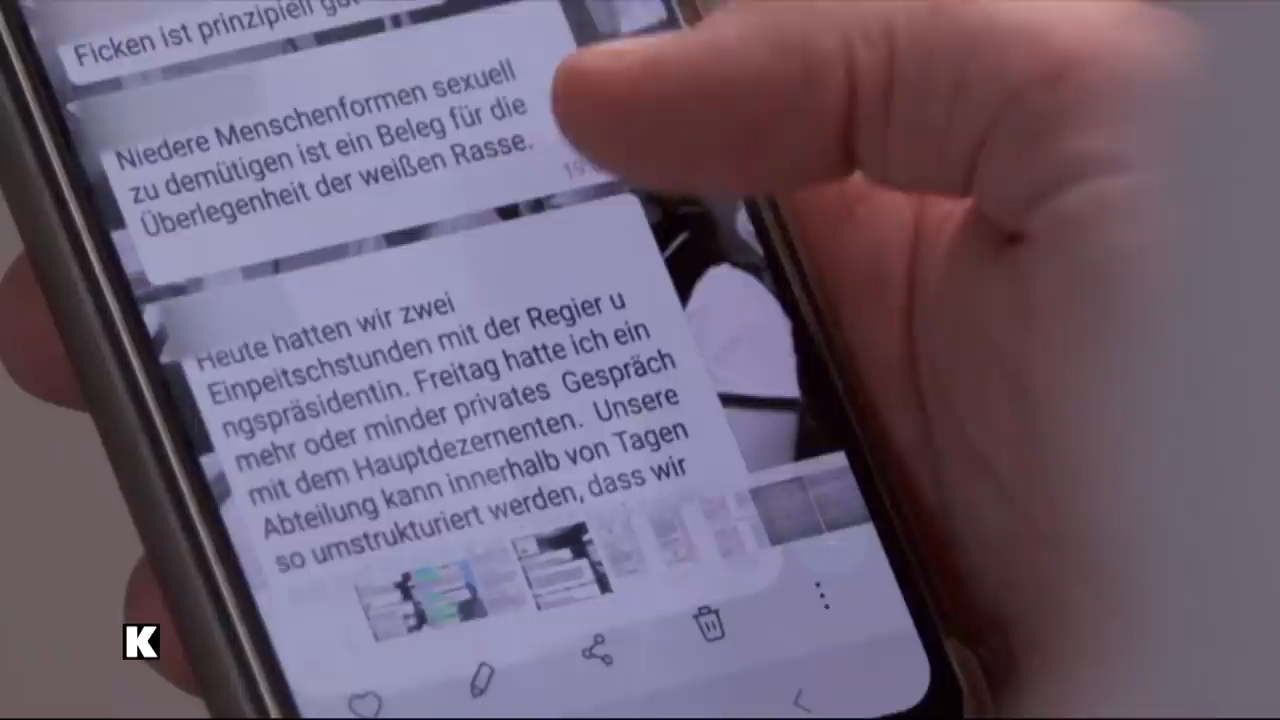 Ficken ist prinzipiell
Niedere Menschenformen sexuell
zu demütigen ist ein Beleg für die
Überlegenheit der weißen Rasse.
Heute hatten wir zwei
Einpeitschstunden mit der Regier u
ngspräsidentin. Freitag hatte ich ein
mehr oder minder privates Gespräch
mit dem Hauptdezernenten. Unsere
Abteilung kann innerhalb von Tagen
so umstrukturiert werden, dass wir
K